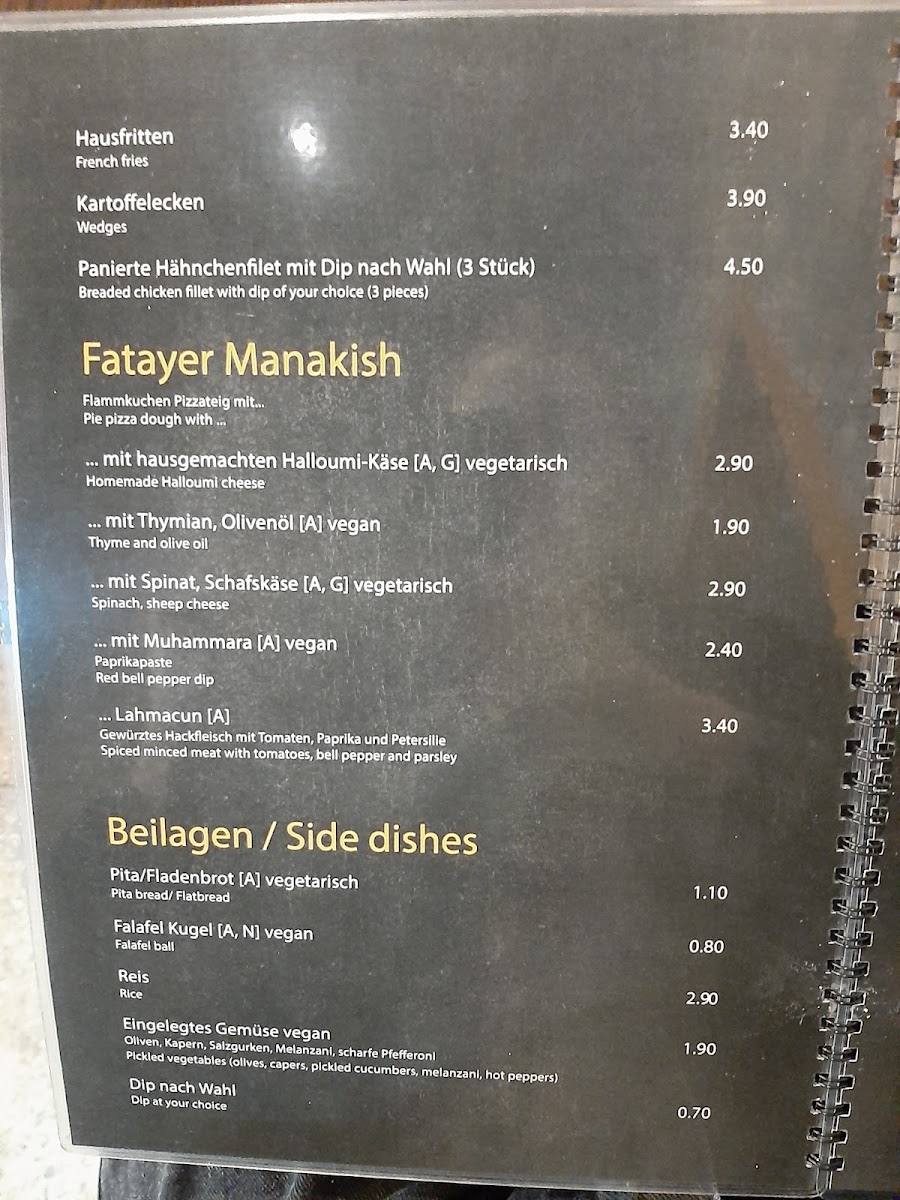 Hausfritten 3.40
French fries
Kartoffelecken 3.90
Wedges
Panierte Hähnchenfilet mit Dip nach Wahl (3 Stück) 4.50
Breaded chicken fillet with dip of your choice (3 pieces)
Fatayer Manakish
Flammkuchen Pizzateig mit...
Pie pizza dough with ...
... mit hausgemachten Halloumi-Käse [A, G] vegetarisch 2.90
Homemade Halloumi cheese
... mit Thymian, Olivenöl [A] vegan 1.90
Thyme and olive oil
... mit Spinat, Schafskäse [A, G] vegetarisch 2.90
Spinach, sheep cheese
... mit Muhammara [A] vegan 2.40
Paprikapaste
Red bell pepper dip
... Lahmacun [A] 3.40
Gewürztes Hackfleisch mit Tomaten, Paprika und Petersilie
Spiced minced meat with tomatoes, bell pepper and parsley
Beilagen / Side dishes
Pita/Fladenbrot [A] vegetarisch 1.10
Pita bread/ Flatbread
Falafel Kugel [A, N] vegan 0.80
Falafel ball
Reis 2.90
Rice
Eingelegtes Gemüse vegan 1.90
Oliven, Kapern, Salzgurken, Melanzani, scharfe Pfefferoni
Pickled vegetables (olives, capers, pickled cucumbers, melanzani, hot peppers)
Dip nach Wahl 0.70
Dip at your choice